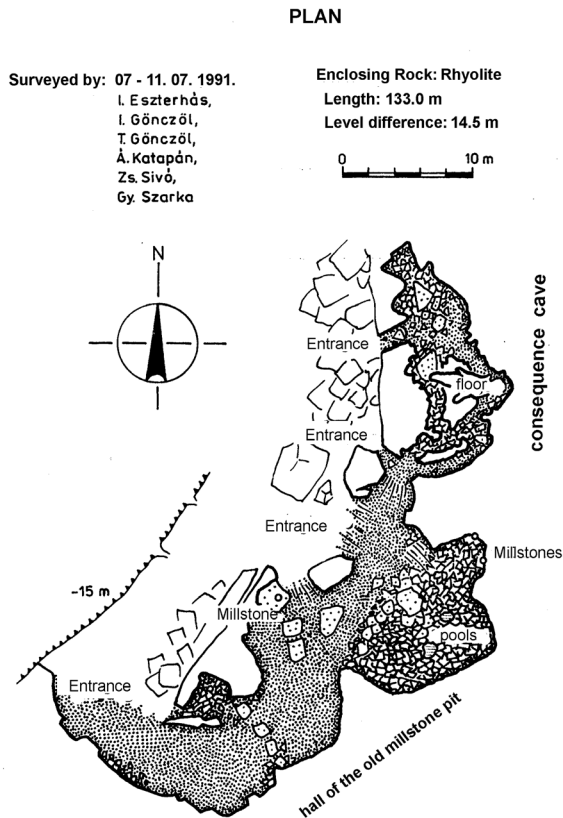 PLAN
Surveyed by: 07 - 11. 07. 1991.
I. Eszterhás,
I. Gönczöl,
T. Gönczöl,
Á. Katapán,
Zs. Sivó,
Gy. Szarka
Enclosing Rock: Rhyolite
Length: 133.0 m
Level difference: 14.5 m
0 10 m
N
Entrance
floor
consequence cave
Entrance
Entrance
Millstones
-15 m
Millstone
pools
Entrance
hall of the old millstone pit